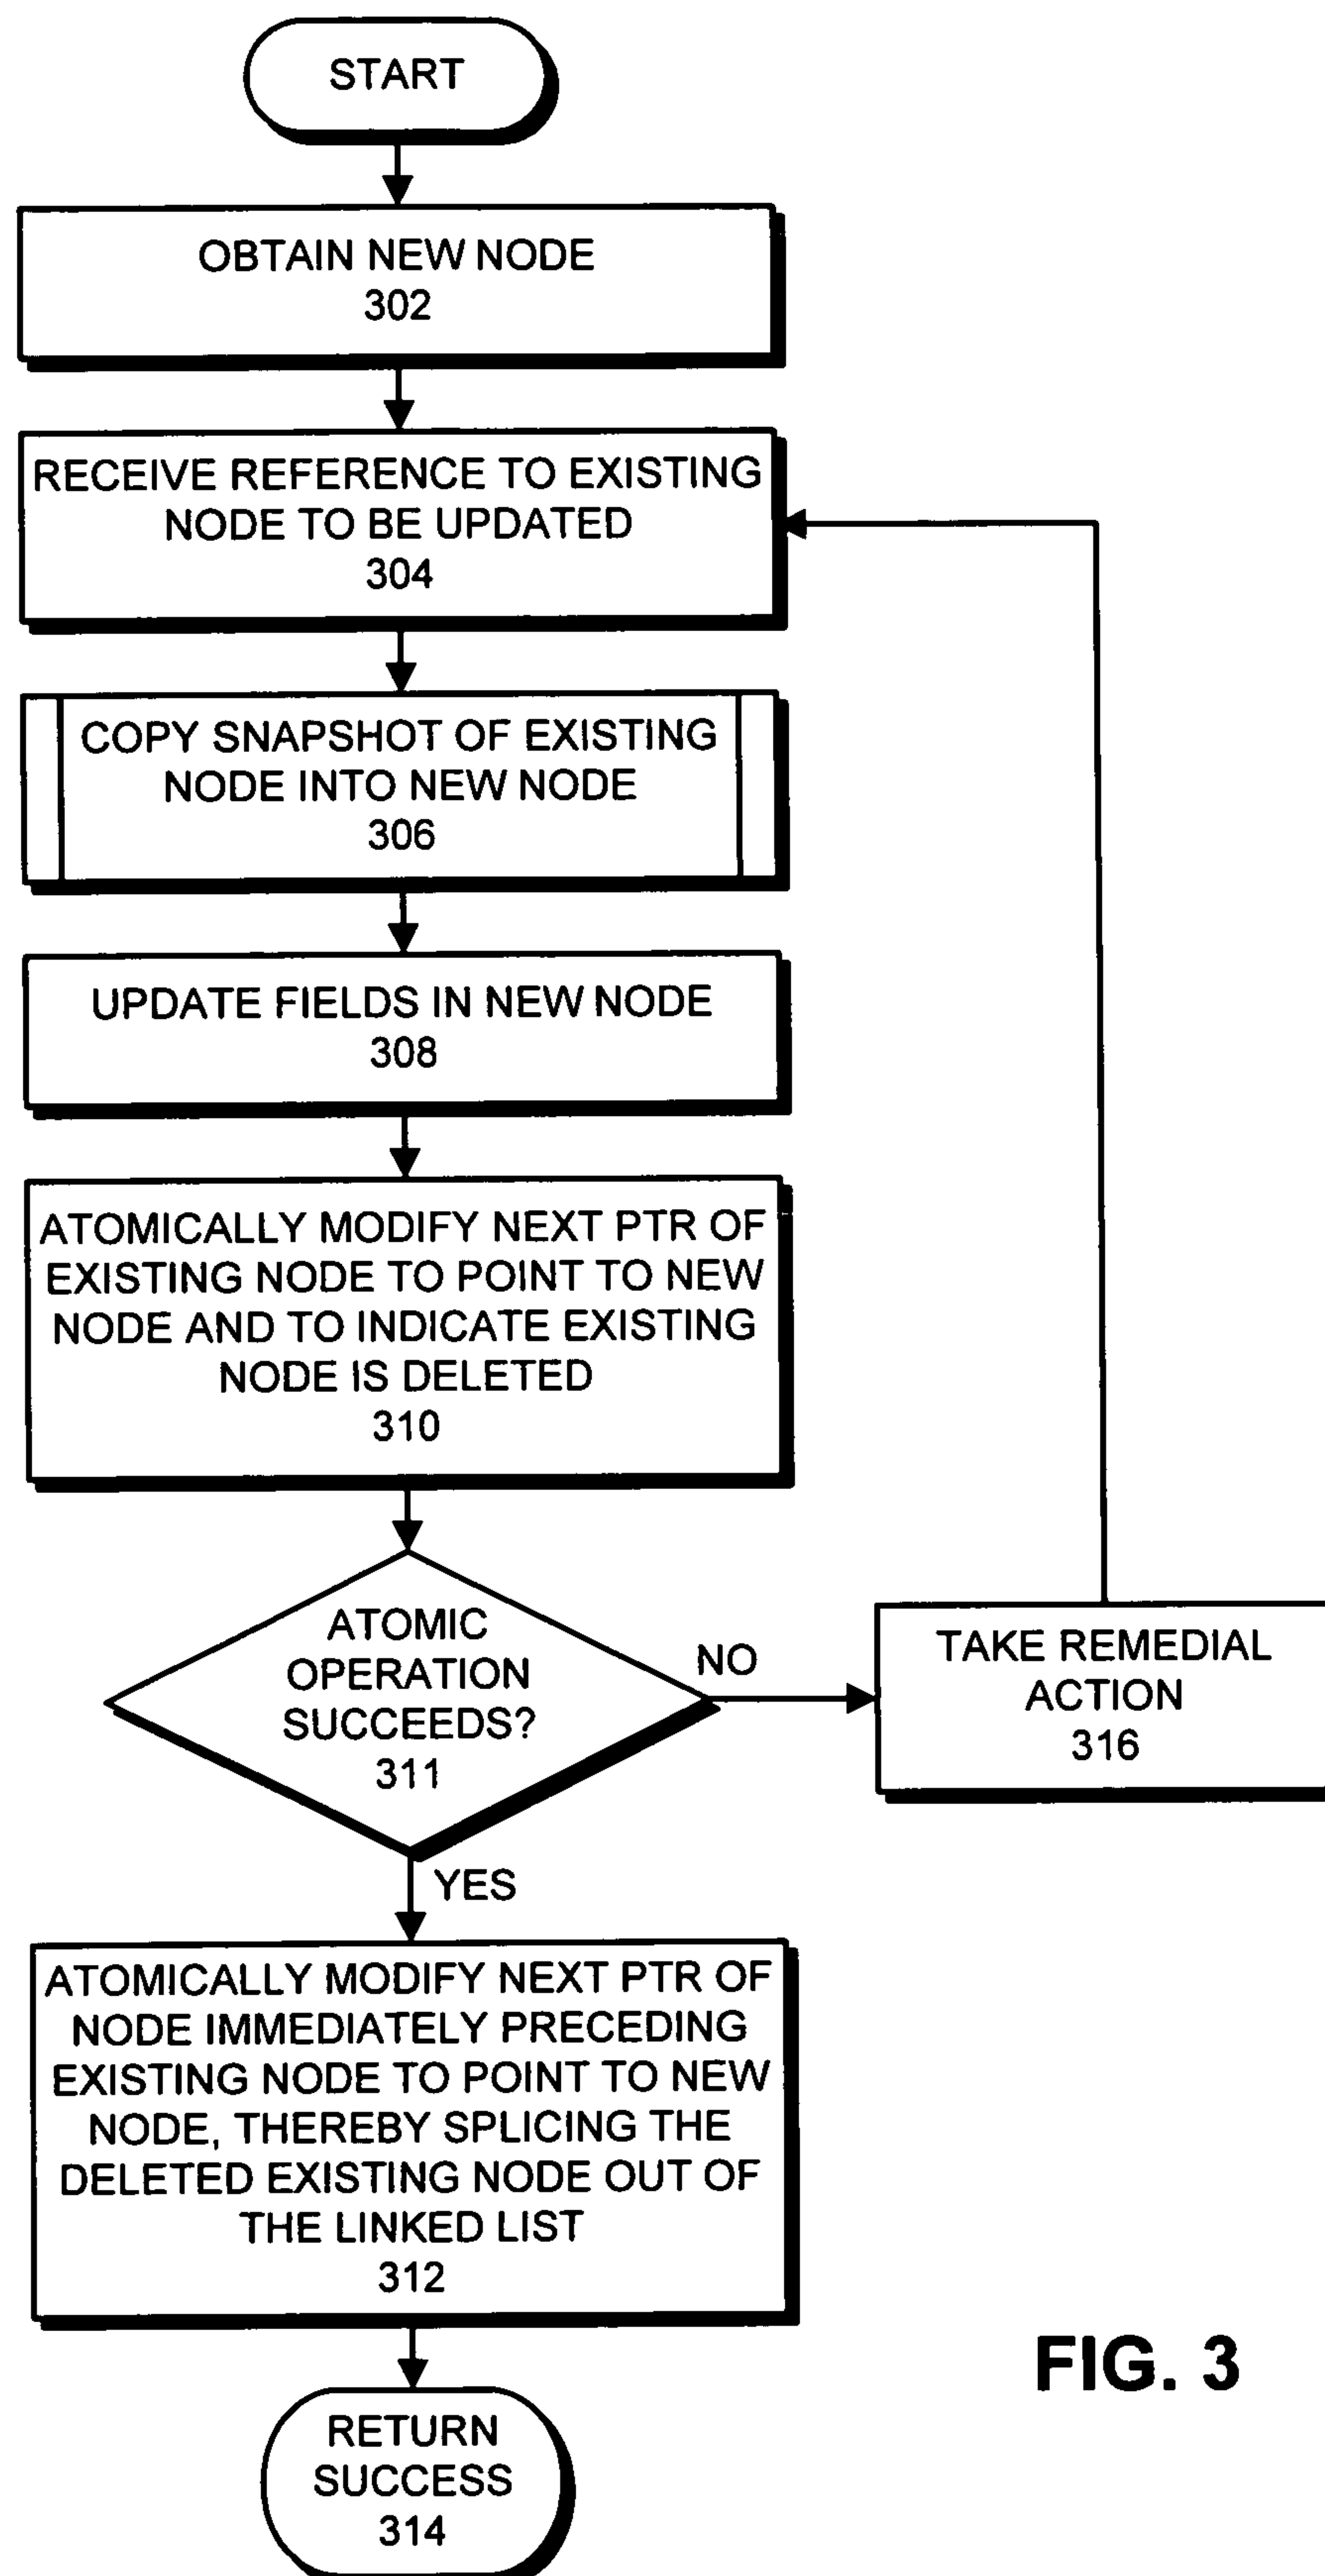 START
OBTAIN NEW NODE
302
RECEIVE REFERENCE TO EXISTING
NODE TO BE UPDATED
304
COPY SNAPSHOT OF EXISTING
NODE INTO NEW NODE
306
UPDATE FIELDS IN NEW NODE
308
ATOMICALLY MODIFY NEXT PTR OF
EXISTING NODE TO POINT TO NEW
NODE AND TO INDICATE EXISTING
NODE IS DELETED
310
ATOMIC
OPERATION
SUCCEEDS?
311
NO
TAKE REMEDIAL
ACTION
316
YES
ATOMICALLY MODIFY NEXT PTR OF
NODE IMMEDIATELY PRECEDING
EXISTING NODE TO POINT TO NEW
NODE, THEREBY SPLICING THE
DELETED EXISTING NODE OUT OF
THE LINKED LIST
312
RETURN
SUCCESS
314
FIG. 3